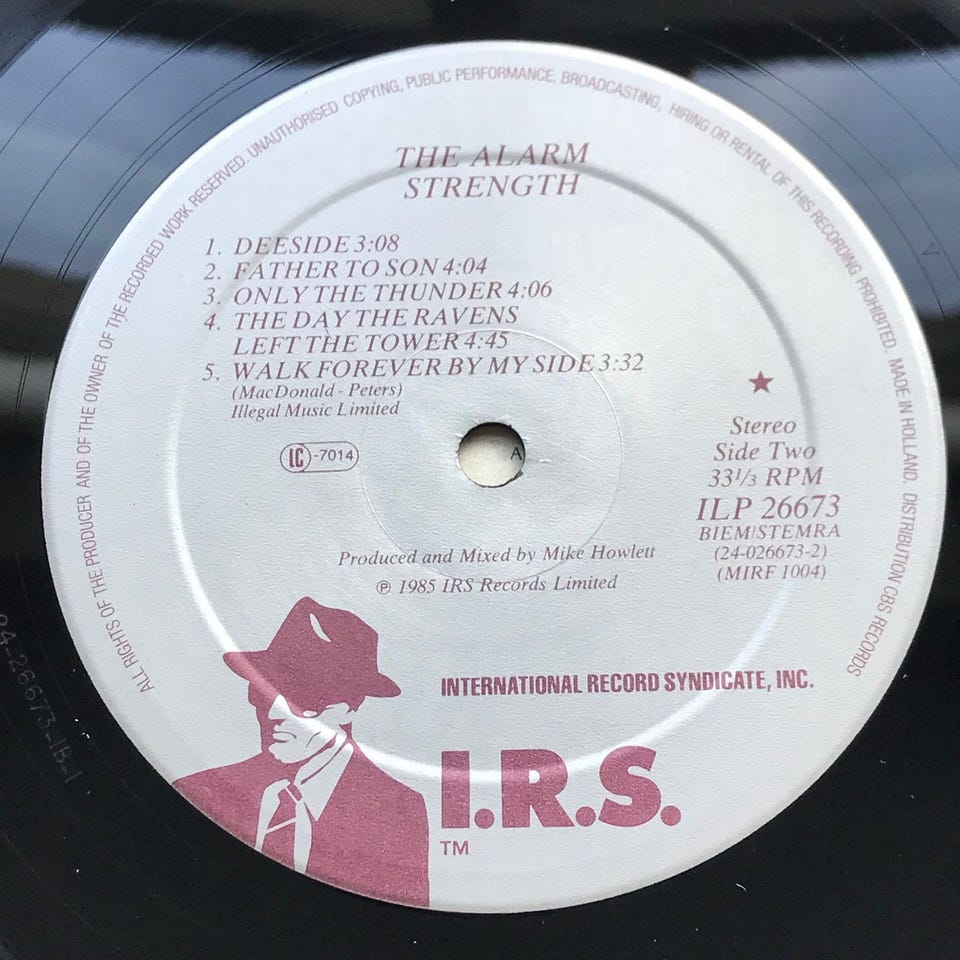 ALL RIGHTS OF THE PRODUCER AND OF THE OWNER OF THE RECORDED WORK RESERVED. UNAUTHORISED COPYING, PUBLIC PERFORMANCE, BROADCASTING, HIRING OR RENTAL OF THIS RECORDING PROHIBITED. MADE IN HOLLAND. DISTRIBUTION CBS RECORDS
THE ALARM
STRENGTH
1. DEESIDE 3:08
2. FATHER TO SON 4:04
3. ONLY THE THUNDER 4:06
4. THE DAY THE RAVENS
LEFT THE TOWER 4:45
5. WALK FOREVER BY MY SIDE 3:32
(MacDonald - Peters)
Illegal Music Limited
LC -7014
A
★
Stereo
Side Two
33⅓ RPM
ILP 26673
BIEM/STEMRA
(24-026673-2)
(MIRF 1004)
Produced and Mixed by Mike Howlett
℗ 1985 IRS Records Limited
INTERNATIONAL RECORD SYNDICATE, INC.
I.R.S.
TM
04-26673-1B-1